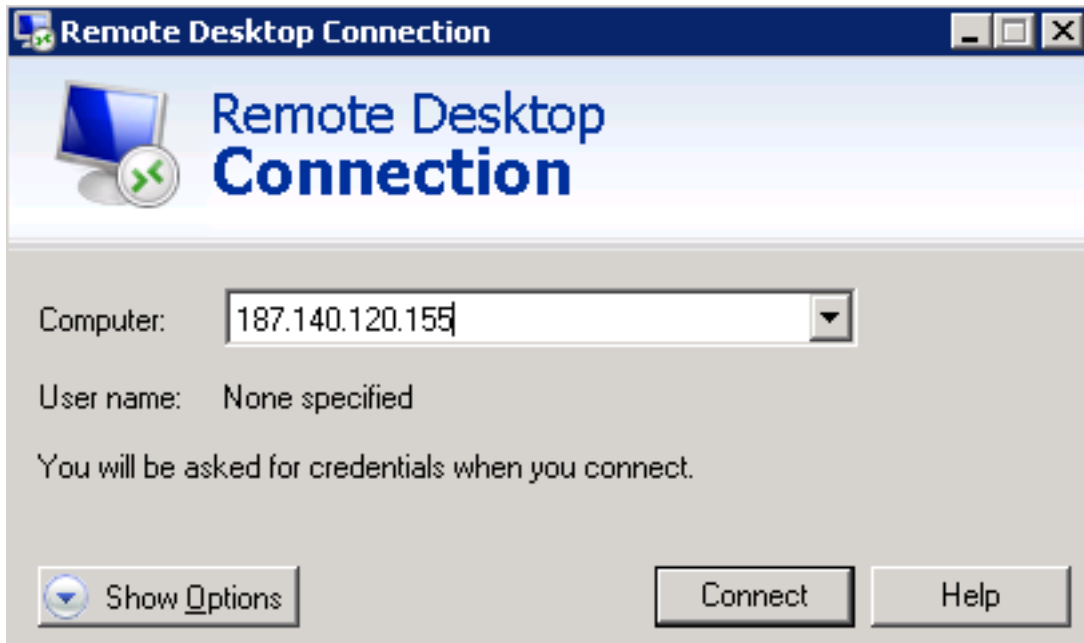 Remote Desktop Connection
Remote Desktop
Connection
Computer: 187.140.120.155
User name: None specified
You will be asked for credentials when you connect.
Show Options Connect Help